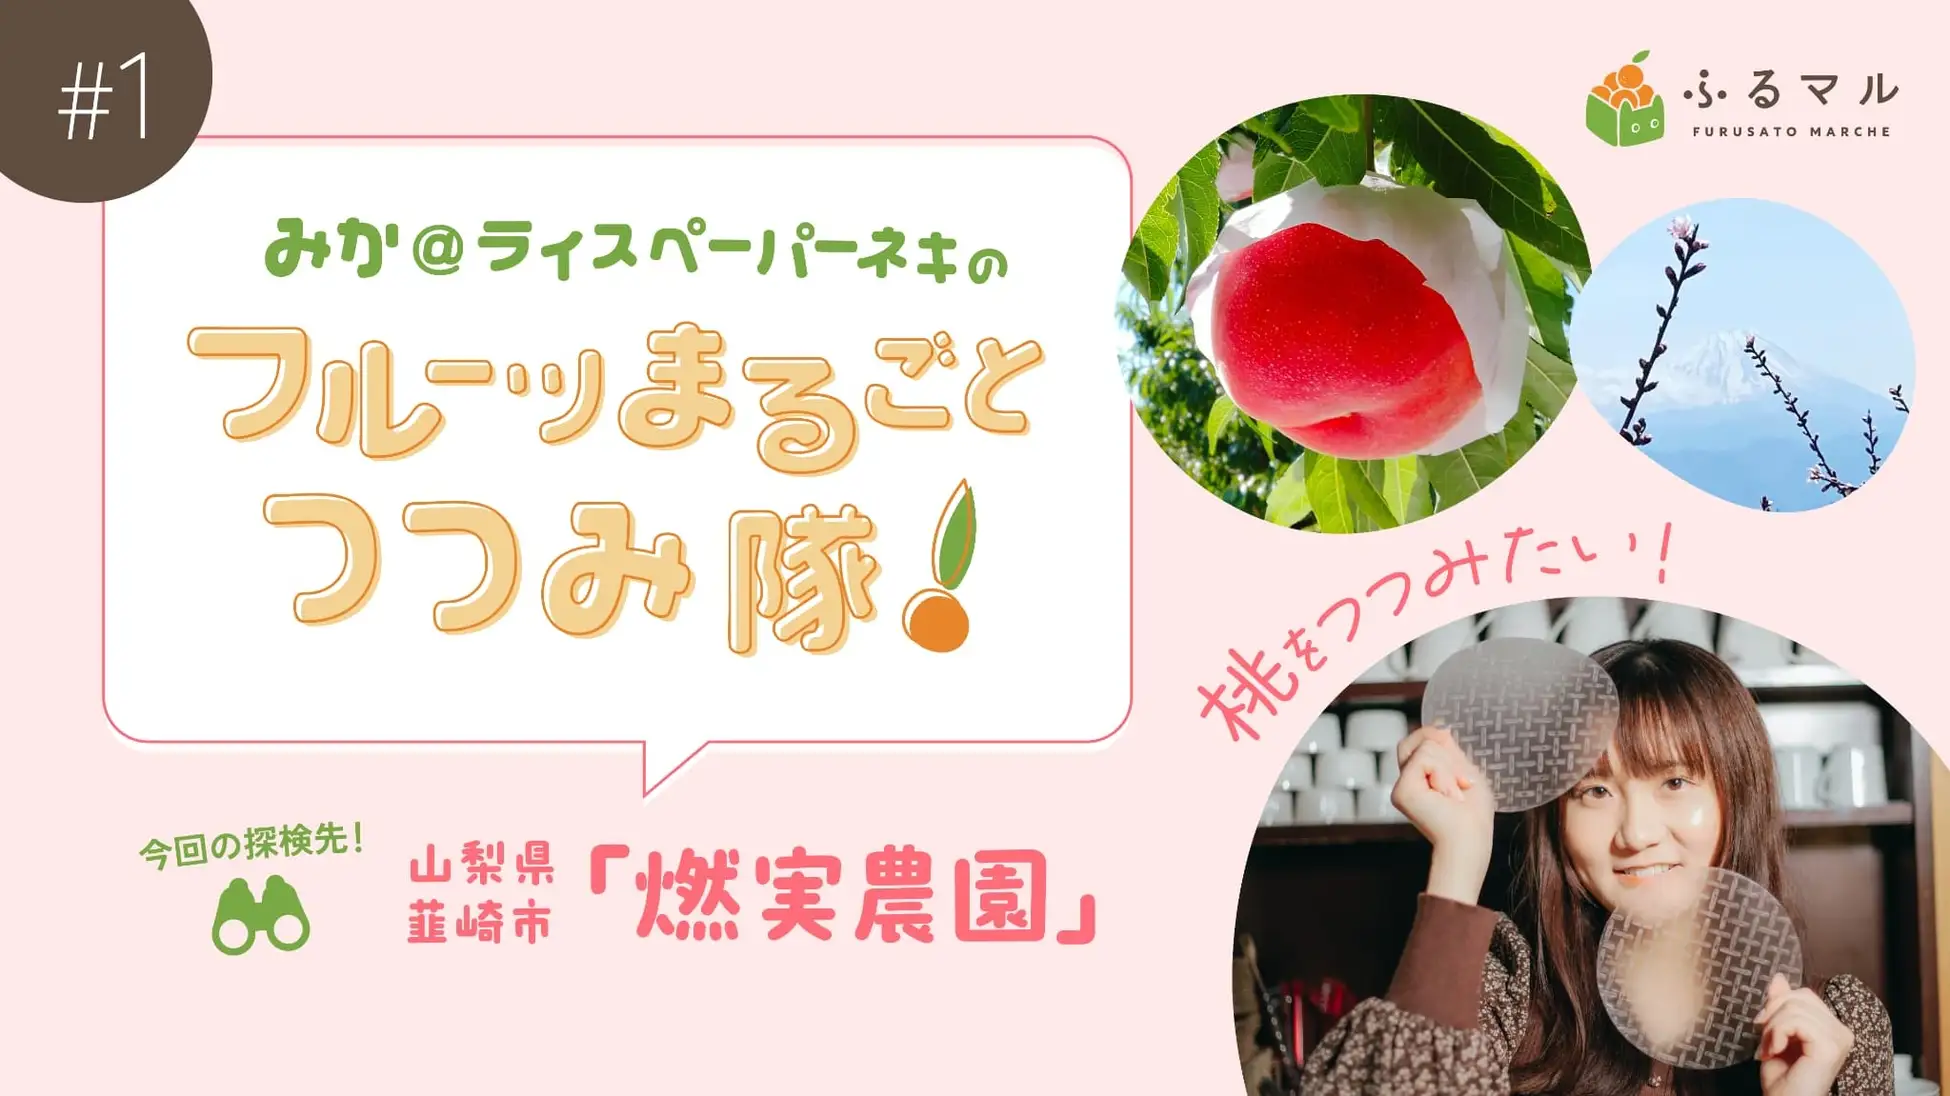 #1
ふるマル
FURUSATO MARCHE
みか@ライスペーパーネキの
フルーツまるごと
つつみ隊!
桃をつつみたい!
今回の探検先!
山梨県
韮崎市
「燃実農園」